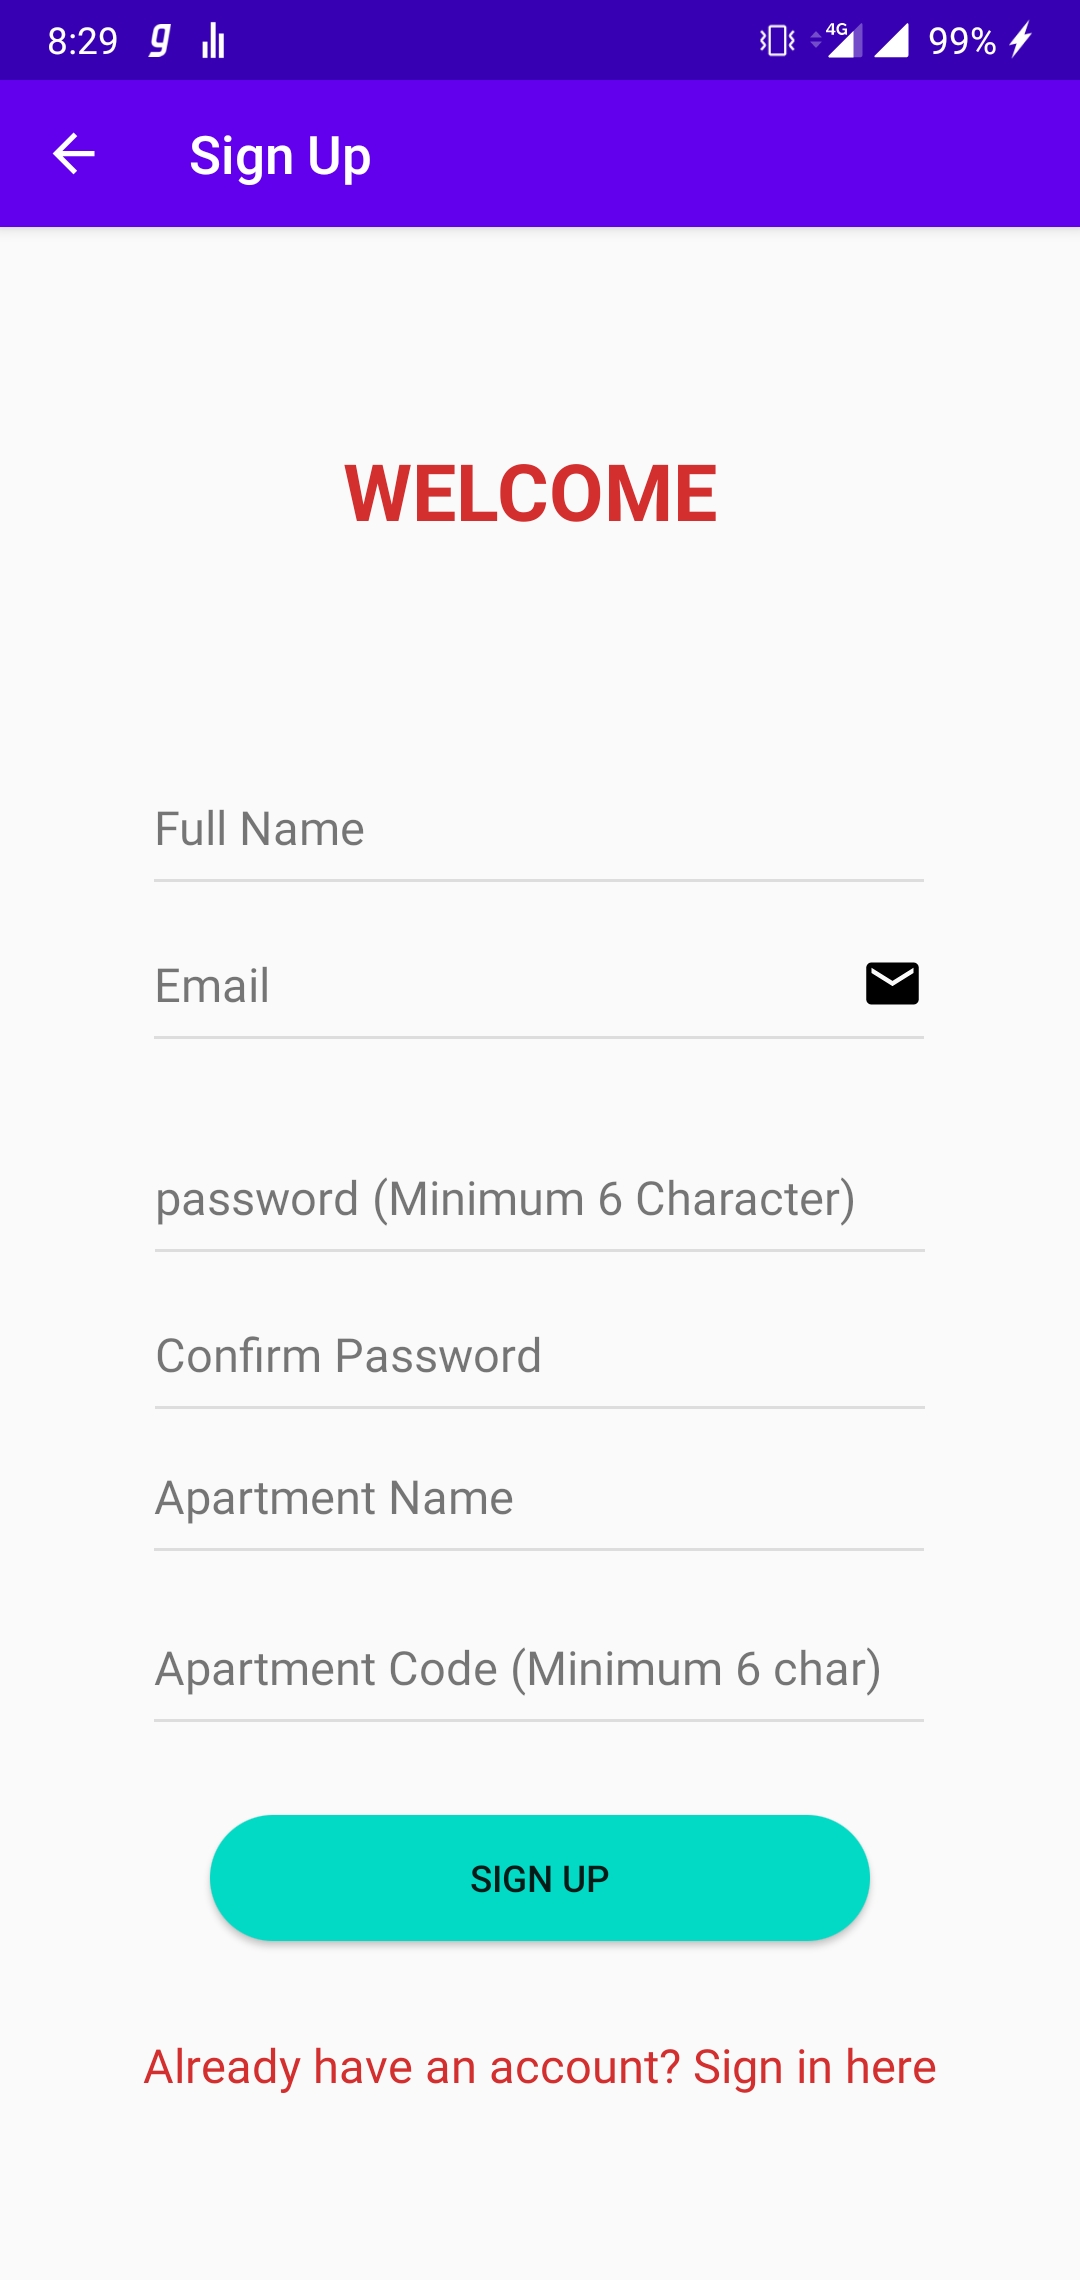 8:29 g 4G 99%
Sign Up
WELCOME
Full Name
Email
password (Minimum 6 Character)
Confirm Password
Apartment Name
Apartment Code (Minimum 6 char)
SIGN UP
Already have an account? Sign in here